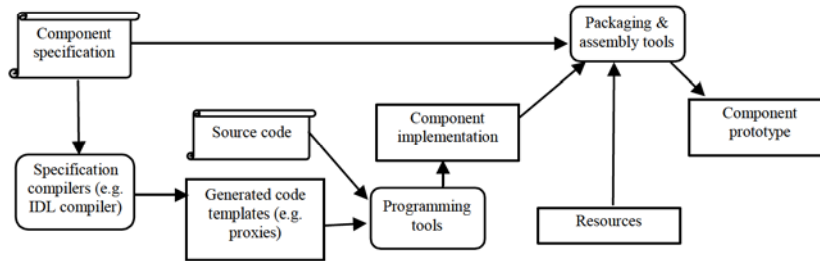 Component
specification
Packaging &
assembly tools
Source code
Component
implementation
Component
prototype
Specification
compilers (e.g.
IDL compiler)
Generated code
templates (e.g.
proxies)
Programming
tools
Resources